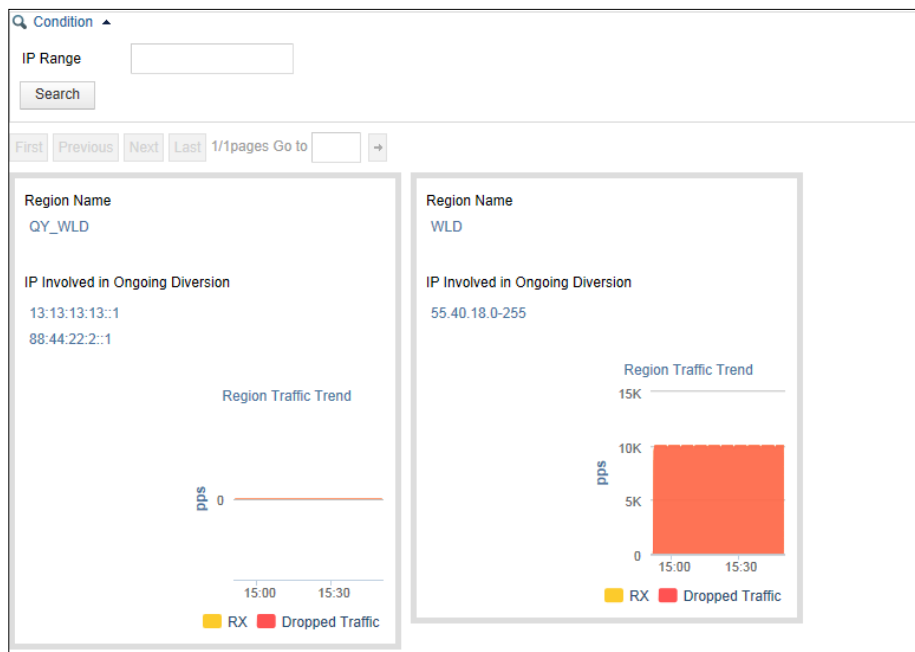 Condition
IP Range
Search
First Previous Next Last 1/1pages Go to
Region Name
QY_WLD
IP Involved in Ongoing Diversion
13:13:13:13::1
88:44:22:2::1
Region Traffic Trend
pps
0
15:00 15:30
RX Dropped Traffic
Region Name
WLD
IP Involved in Ongoing Diversion
55.40.18.0-255
Region Traffic Trend
15K
10K
pps
5K
0
15:00 15:30
RX Dropped Traffic